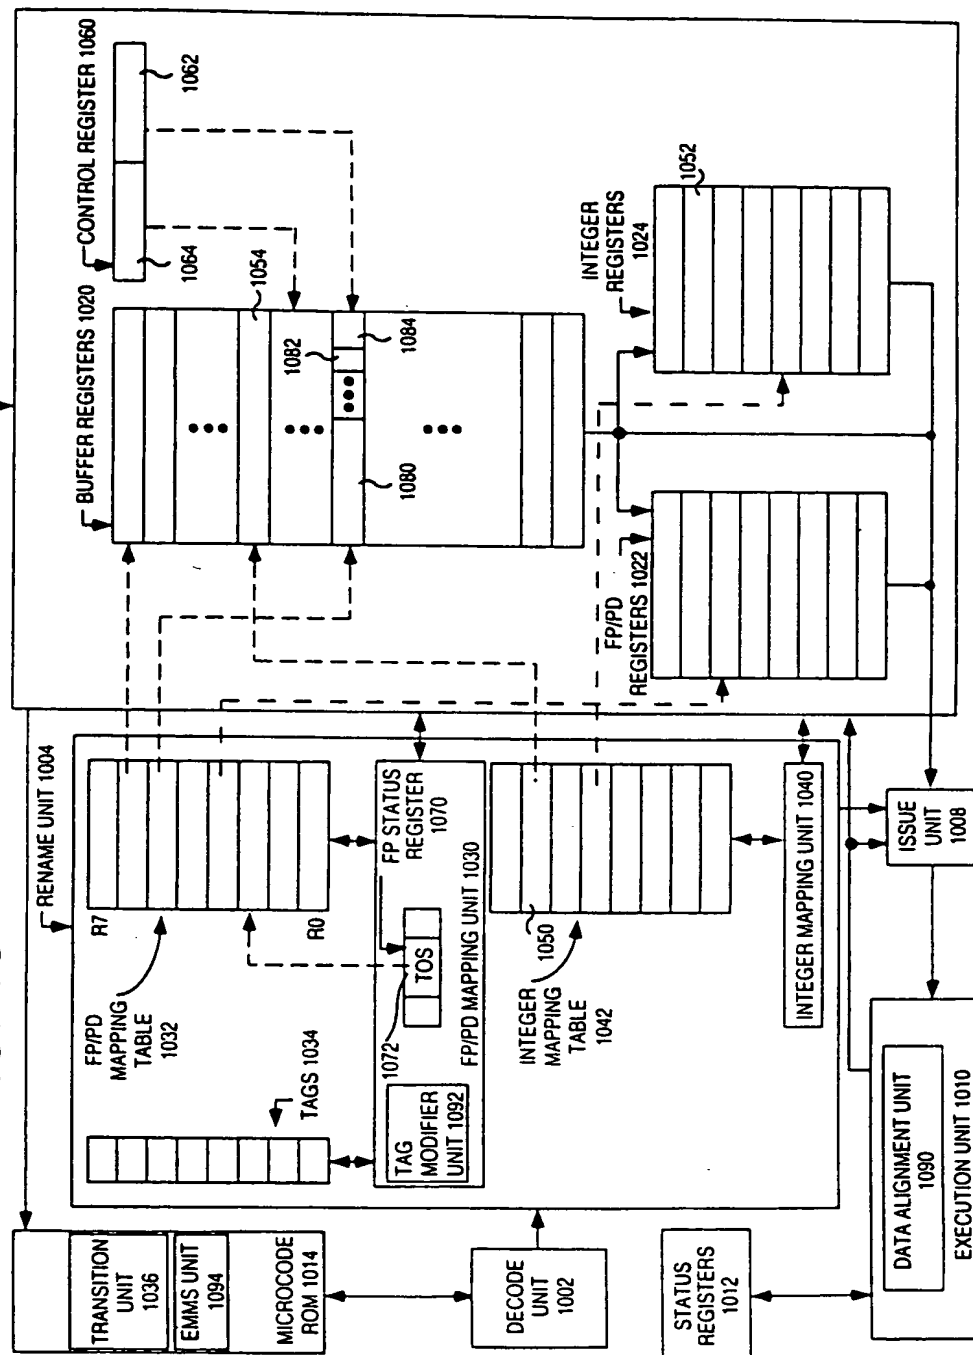 TRANSITION
UNIT
1036
EMMS UNIT
1094
MICROCODE
ROM 1014
DECODE
UNIT
1002
STATUS
REGISTERS
1012
RENAME UNIT 1004
FP/PD
MAPPING
TABLE
1032
R7
R0
TAGS 1034
TAG
MODIFIER
UNIT 1092
1072
TOS
FP STATUS
REGISTER
1070
FP/PD MAPPING UNIT 1030
INTEGER
MAPPING
TABLE
1042
1050
INTEGER MAPPING UNIT 1040
DATA ALIGNMENT UNIT
1090
EXECUTION UNIT 1010
ISSUE
UNIT
1008
BUFFER REGISTERS 1020
CONTROL REGISTER 1060
1064
1062
1054
1082
1084
1080
FP/PD
REGISTERS 1022
INTEGER
REGISTERS
1024
1052